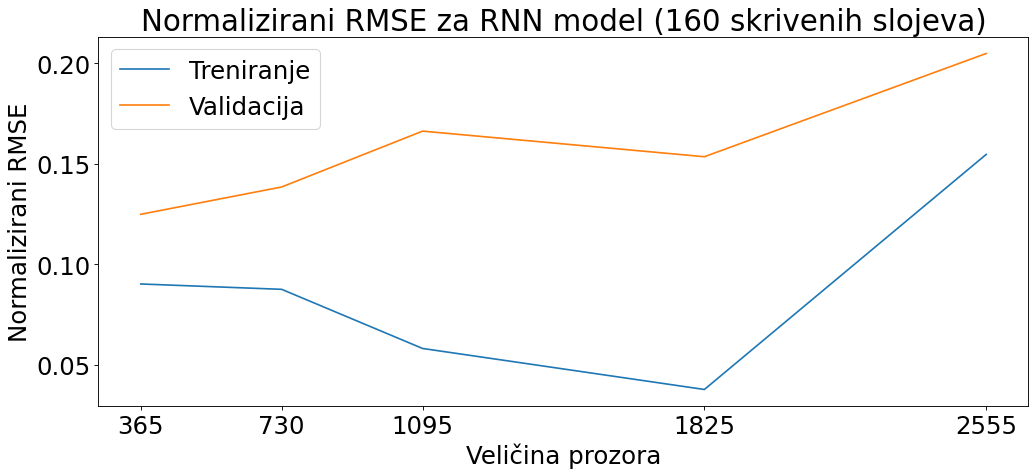 Normalizirani RMSE za RNN model (160 skrivenih slojeva)
Treniranje
Validacija
Normalizirani RMSE
0.20
0.15
0.10
0.05
365 730 1095 1825 2555
Veličina prozora